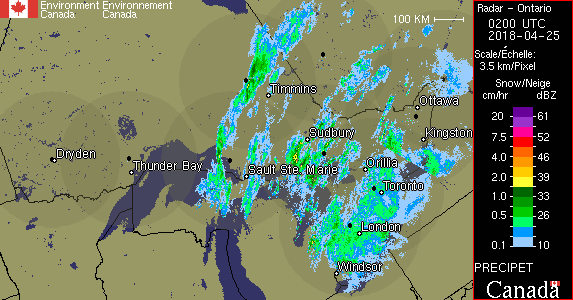 Environment Environnement
Canada Canada
100 KM
Timmins
Ottawa
Sudbury
Kingston
Dryden
Thunder Bay
Sault Ste. Marie
Orillia
Toronto
London
Windsor
Radar - Ontario
0200 UTC
2018-04-25
Scale/Échelle:
3.5 km/Pixel
Snow/Neige
cm/hr dBZ
20 61
7.5 52
4.0 46
2.0 39
1.0 33
0.5 26
0.1 10
PRECIPET
Canada